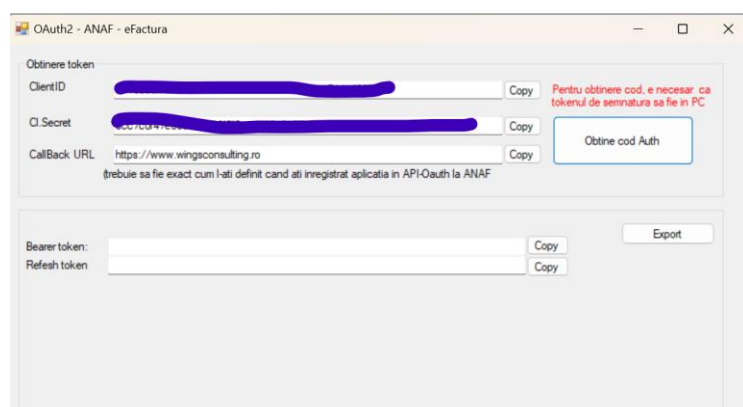 OAuth2 - ANAF - eFactura
Obtinere token
ClientID
Copy
Pentru obtinere cod, e necesar ca
tokenul de semnatura sa fie in PC
Cl.Secret
Copy
Obtine cod Auth
CallBack URL
https://www.wingsconsulting.ro
Copy
(trebuie sa fie exact cum l-ati definit cand ati inregistrat aplicatia in API-Oauth la ANAF
Export
Bearer token:
Copy
Refesh token
Copy